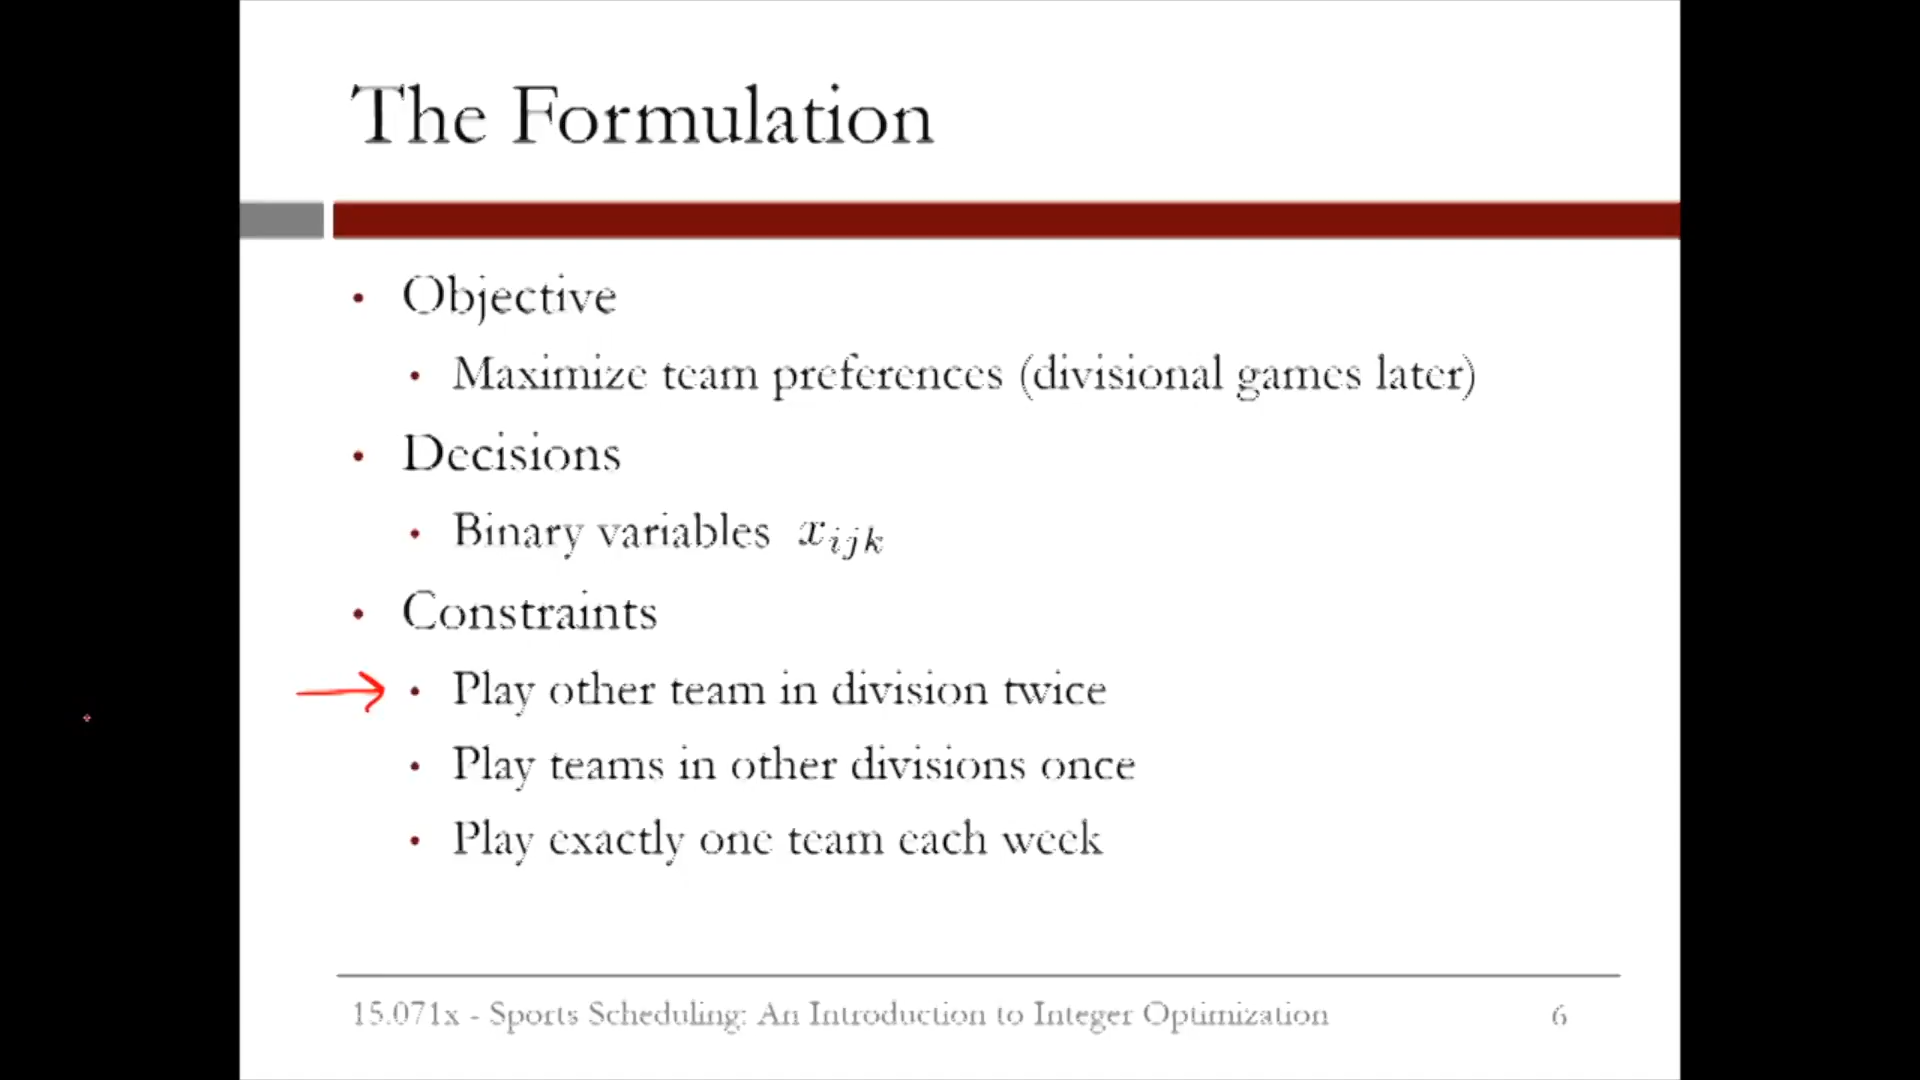 The Formulation
• Objective
• Maximize team preferences (divisional games later)
• Decisions
• Binary variables x_{ijk}
• Constraints
• Play other team in division twice
• Play teams in other divisions once
• Play exactly one team each week
15.071x - Sports Scheduling: An Introduction to Integer Optimization 6